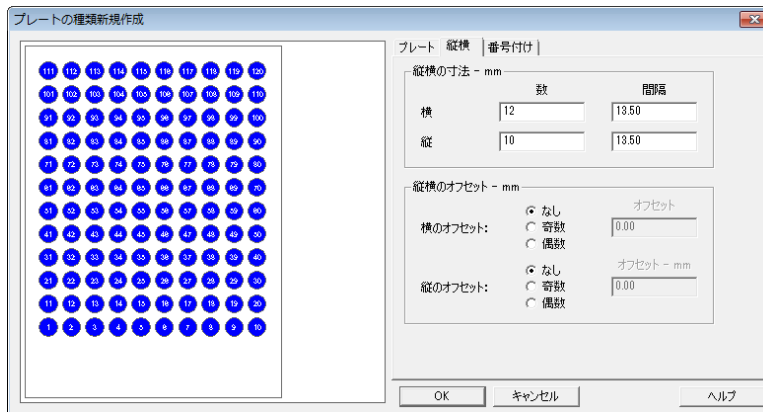 プレートの種類新規作成
プレート 縦横 番号付け
縦横の寸法 - mm
数 間隔
横 12 13.50
縦 10 13.50
縦横のオフセット - mm
横のオフセット: なし 奇数 偶数 オフセット 0.00
縦のオフセット: なし 奇数 偶数 オフセット - mm 0.00
111 112 113 114 115 116 117 118 119 120
101 102 103 104 105 106 107 108 109 110
91 92 93 94 95 96 97 98 99 100
81 82 83 84 85 86 87 88 89 90
71 72 73 74 75 76 77 78 79 80
61 62 63 64 65 66 67 68 69 70
51 52 53 54 55 56 57 58 59 60
41 42 43 44 45 46 47 48 49 50
31 32 33 34 35 36 37 38 39 40
21 22 23 24 25 26 27 28 29 30
11 12 13 14 15 16 17 18 19 20
1 2 3 4 5 6 7 8 9 10
OK キャンセル ヘルプ